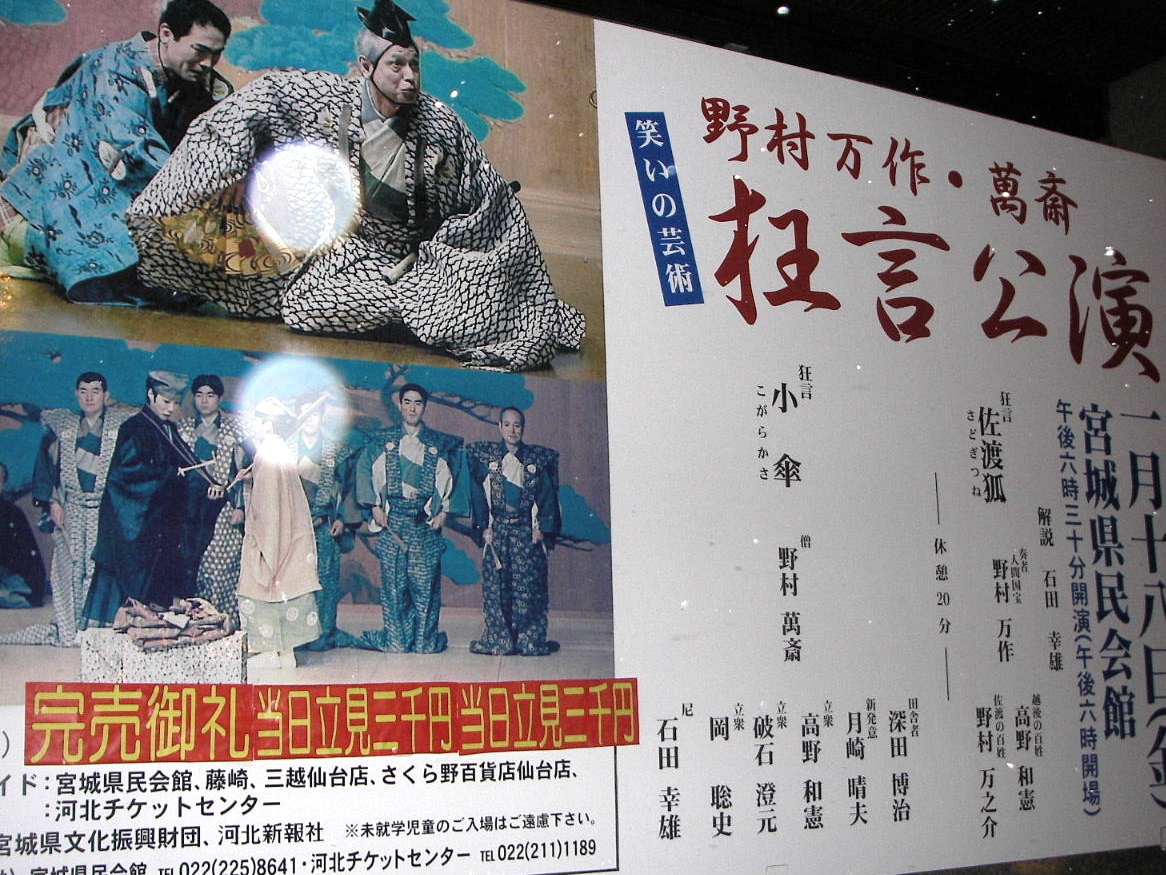 笑いの芸術
野村万作・萬斎
狂言公演
一月十八日(金)
宮城県民会館
午後六時三十分開演(午後六時開場)
解説 石田 幸雄
狂言
佐渡狐
さどぎつね
奏者
人間国宝
野村 万作
越後の百姓
高野 和憲
佐渡の百姓
野村 万之介
休憩20分
狂言
小傘
こがらかさ
僧
野村 萬斎
田舎者
深田 博治
新発意
月崎 晴夫
立衆
高野 和憲
立衆
破石 澄元
立衆
岡 聡史
尼
石田 幸雄
完売御礼 当日立見三千円 当日立見三千円
イド:宮城県民会館、藤崎、三越仙台店、さくら野百貨店仙台店、
:河北チケットセンター
宮城県文化振興財団、河北新報社 ※未就学児童のご入場はご遠慮下さい。
宮城県民会館 TEL022(225)8641・河北チケットセンター TEL022(211)1189